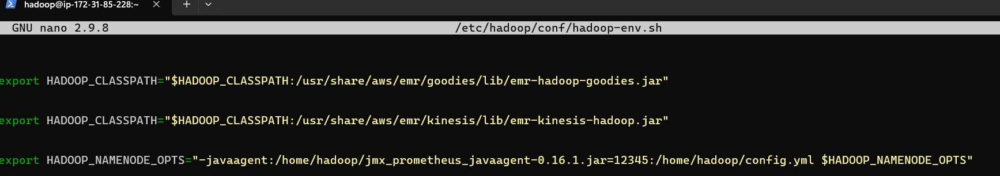 hadoop@ip-172-31-85-228:~
GNU nano 2.9.8 /etc/hadoop/conf/hadoop-env.sh
export HADOOP_CLASSPATH="$HADOOP_CLASSPATH:/usr/share/aws/emr/goodies/lib/emr-hadoop-goodies.jar"
export HADOOP_CLASSPATH="$HADOOP_CLASSPATH:/usr/share/aws/emr/kinesis/lib/emr-kinesis-hadoop.jar"
export HADOOP_NAMENODE_OPTS="-javaagent:/home/hadoop/jmx_prometheus_javaagent-0.16.1.jar=12345:/home/hadoop/config.yml $HADOOP_NAMENODE_OPTS"